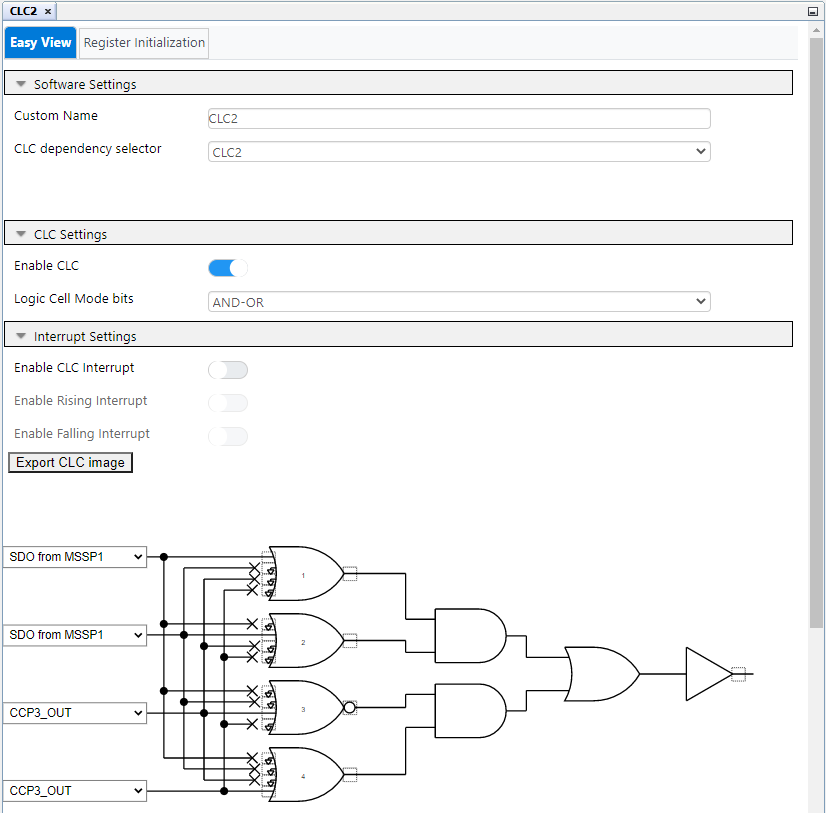 CLC2
Easy View
Register Initialization
Software Settings
Custom Name
CLC2
CLC dependency selector
CLC2
CLC Settings
Enable CLC
Logic Cell Mode bits
AND-OR
Interrupt Settings
Enable CLC Interrupt
Enable Rising Interrupt
Enable Falling Interrupt
Export CLC image
SDO from MSSP1
1
SDO from MSSP1
2
CCP3_OUT
3
CCP3_OUT
4